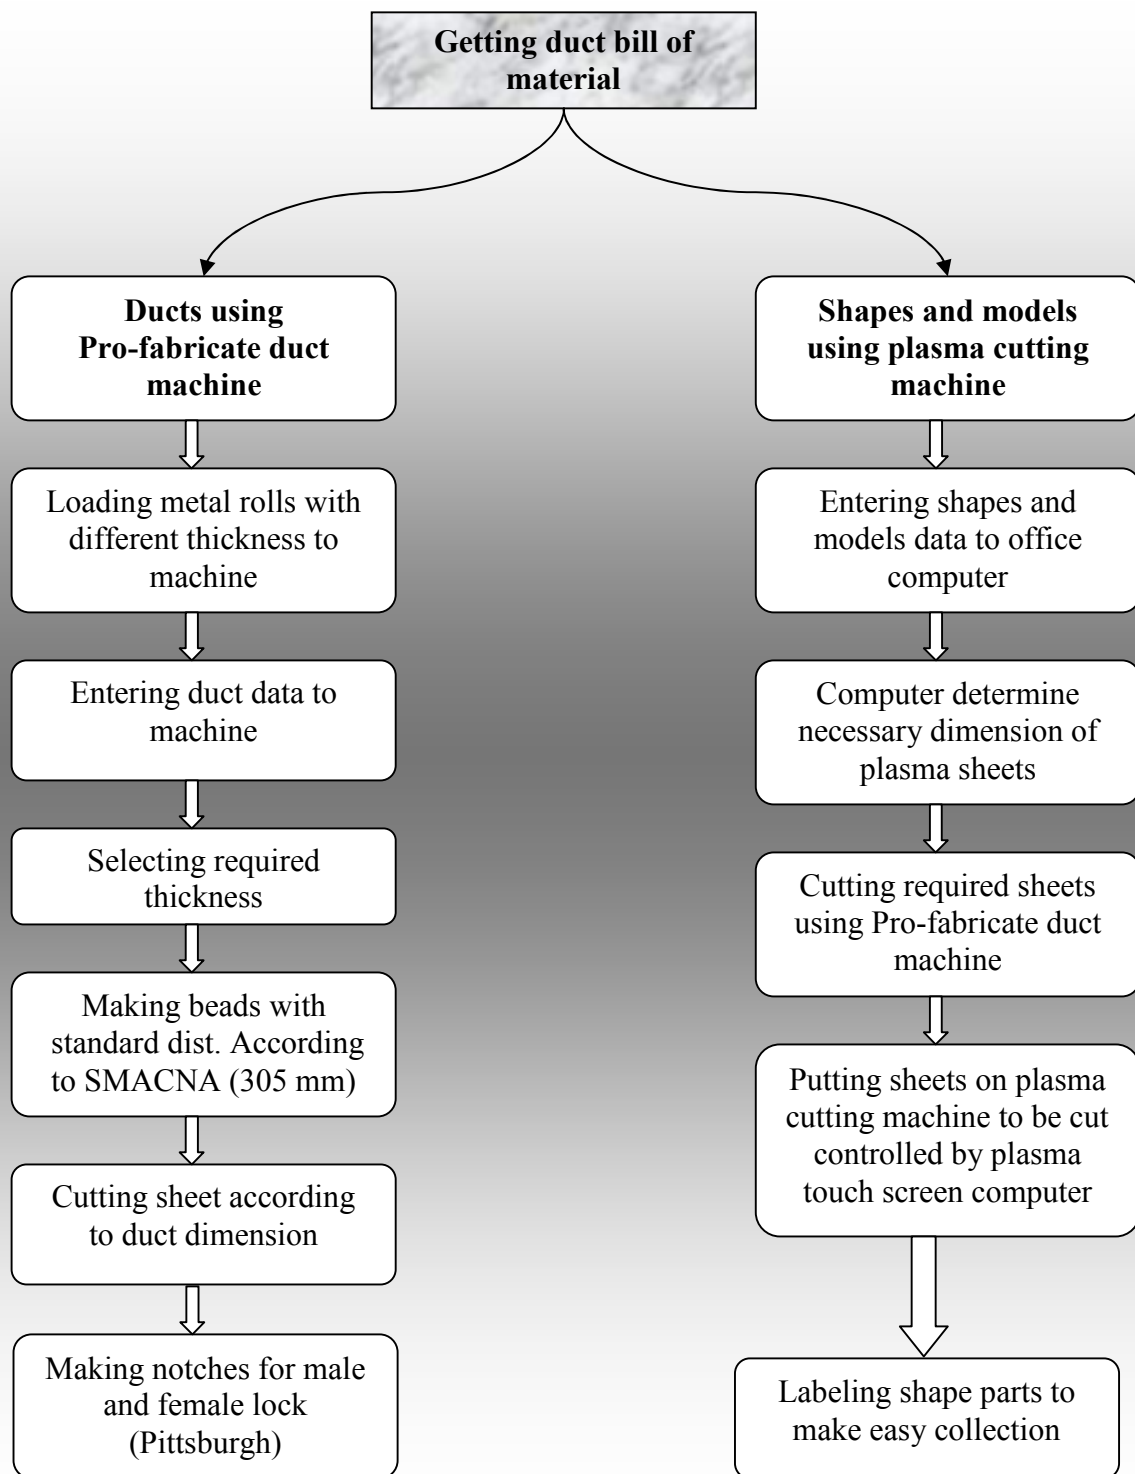 Getting duct bill of
material
Ducts using
Pro-fabricate duct
machine
Loading metal rolls with
different thickness to
machine
Entering duct data to
machine
Selecting required
thickness
Making beads with
standard dist. According
to SMACNA (305 mm)
Cutting sheet according
to duct dimension
Making notches for male
and female lock
(Pittsburgh)
Shapes and models
using plasma cutting
machine
Entering shapes and
models data to office
computer
Computer determine
necessary dimension of
plasma sheets
Cutting required sheets
using Pro-fabricate duct
machine
Putting sheets on plasma
cutting machine to be cut
controlled by plasma
touch screen computer
Labeling shape parts to
make easy collection